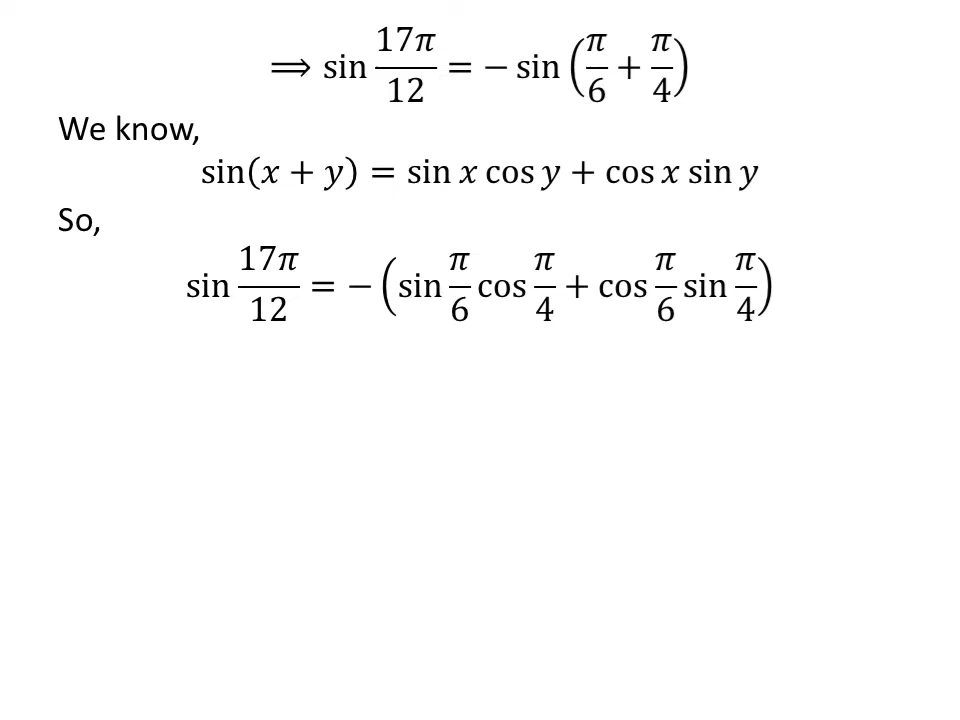 ⟹ sin 17π/12 = − sin (π/6 + π/4)
We know,
sin(x + y) = sin x cos y + cos x sin y
So,
sin 17π/12 = − (sin π/6 cos π/4 + cos π/6 sin π/4)